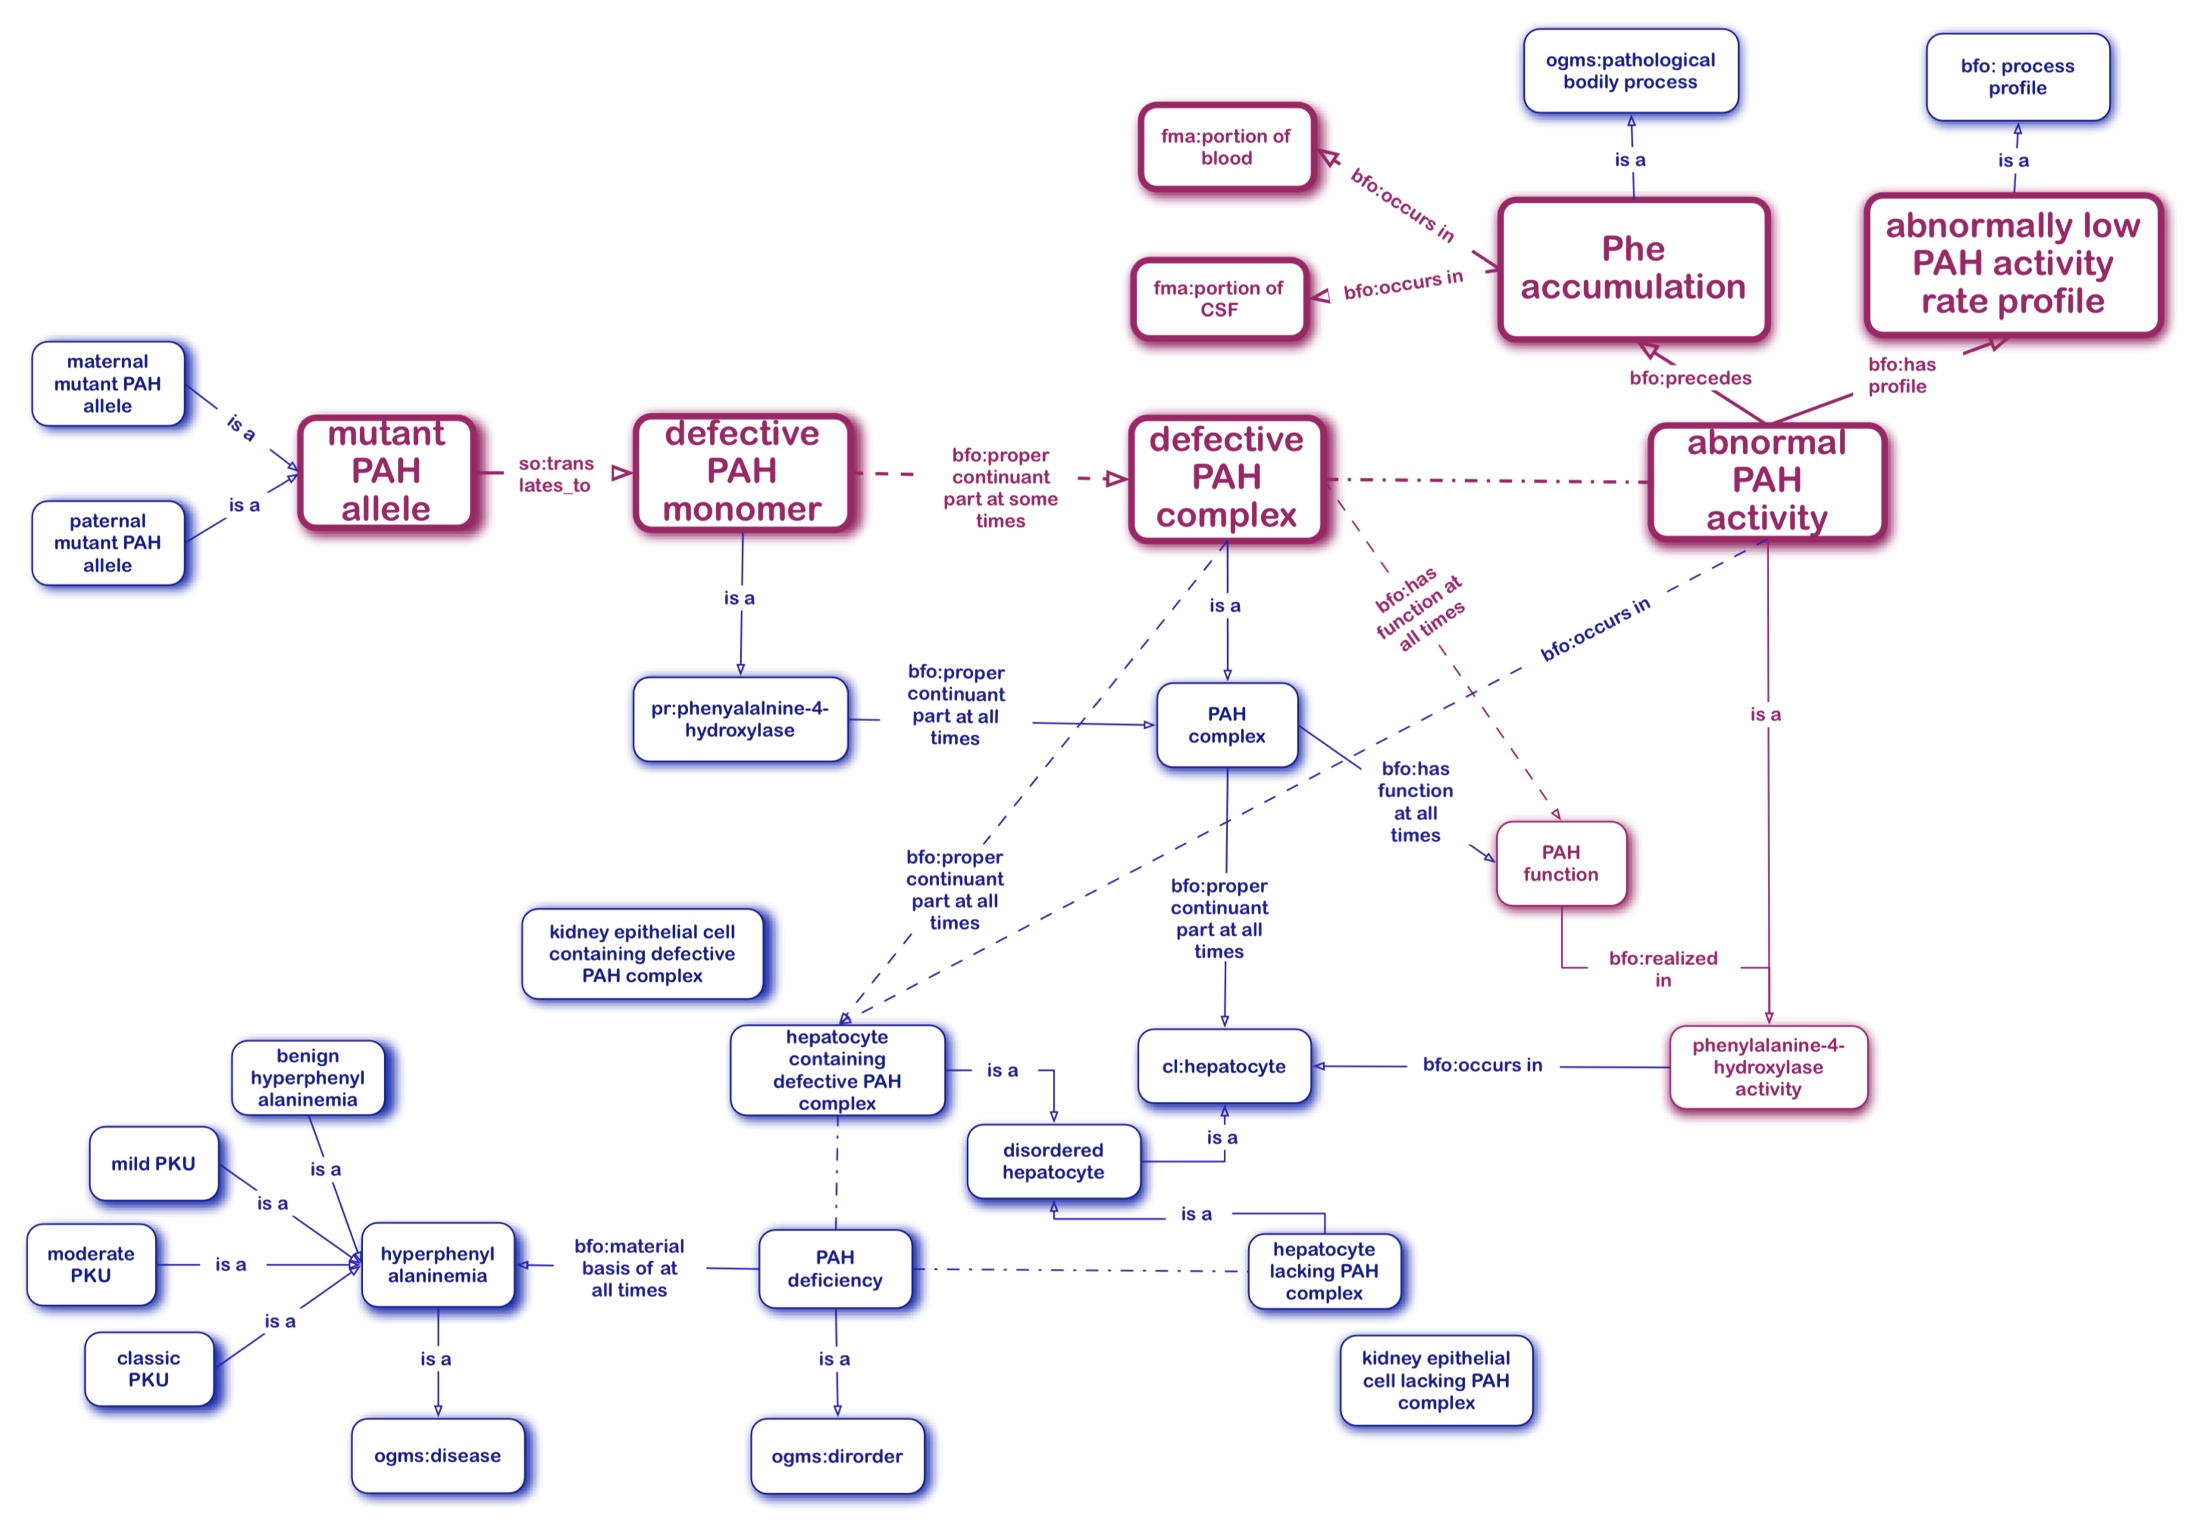 ogms:pathological
bodily process
bfo: process
profile
is a
is a
fma:portion of
blood
bfo:occurs in
Phe
accumulation
abnormally low
PAH activity
rate profile
fma:portion of
CSF
bfo:occurs in
bfo:precedes
bfo:has
profile
maternal
mutant PAH
allele
is a
paternal
mutant PAH
allele
is a
mutant
PAH
allele
so:trans
lates_to
defective
PAH
monomer
bfo:proper
continuant
part at some
times
defective
PAH
complex
abnormal
PAH
activity
is a
is a
bfo:has
function at
all times
bfo:occurs in
is a
pr:phenyalalnine-4-
hydroxylase
bfo:proper
continuant
part at all
times
PAH
complex
bfo:has
function
at all
times
PAH
function
bfo:proper
continuant
part at all
times
bfo:proper
continuant
part at all
times
bfo:realized
in
kidney epithelial cell
containing defective
PAH complex
hepatocyte
containing
defective PAH
complex
is a
cl:hepatocyte
bfo:occurs in
phenylalanine-4-
hydroxylase
activity
disordered
hepatocyte
is a
is a
benign
hyperphenyl
alaninemia
is a
mild PKU
is a
moderate
PKU
is a
classic
PKU
is a
hyperphenyl
alaninemia
bfo:material
basis of at
all times
PAH
deficiency
hepatocyte
lacking PAH
complex
is a
is a
kidney epithelial
cell lacking PAH
complex
ogms:disease
ogms:dirorder